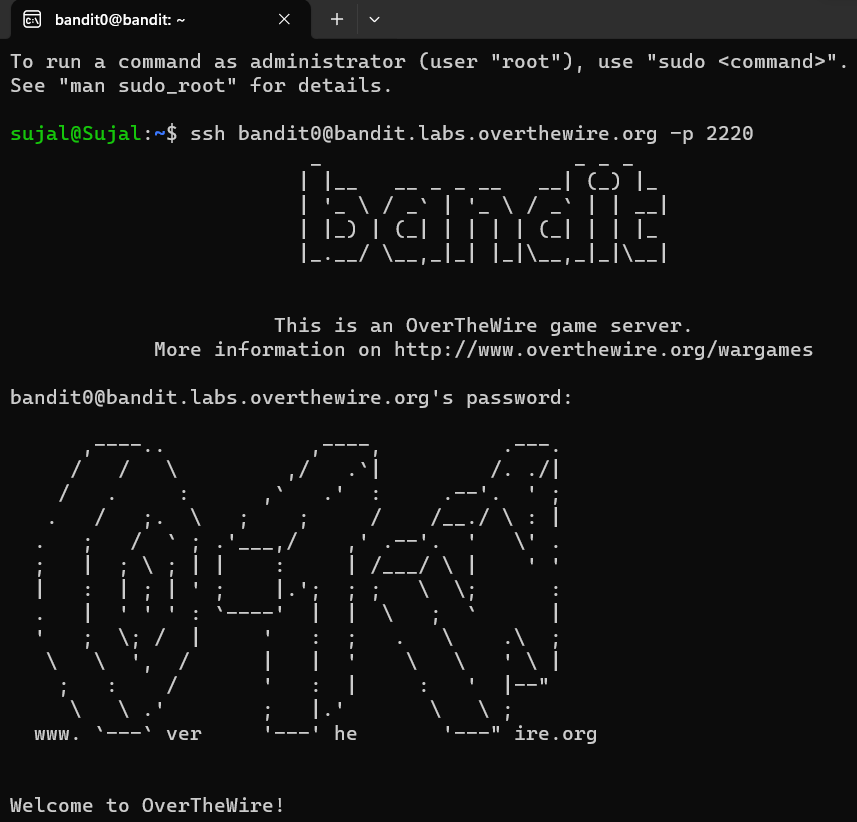 bandit0@bandit: ~
To run a command as administrator (user "root"), use "sudo <command>".
See "man sudo_root" for details.
sujal@Sujal:~$ ssh bandit0@bandit.labs.overthewire.org -p 2220
                         _                     _ _ _
                        | |__   __ _ _ __   __| (_) |_
                        | '_ \ / _` | '_ \ / _` | | __|
                        | |_) | (_| | | | | (_| | | |_
                        |_.__/ \__,_|_| |_|\__,_|_|\__|
This is an OverTheWire game server.
More information on http://www.overthewire.org/wargames
bandit0@bandit.labs.overthewire.org's password:
      ,----..            ,----,          .---.
     /   /   \         ,/   .`|         /. ./|
    /   .     :      ,`   .'  :     .--'.  ' ;
   .   /   ;.  \   ;    ;     /    /__./ \ : |
  .   ;   /  ` ; .'___,/    ,' .--'.  '   \' .
  ;   |  ; \ ; | |    :     | /___/ \ |    ' '
  |   :  | ; | ' ;    |.';  ; ;   \  \;      :
  .   |  ' ' ' : `----'  |  |  \   ;  `      |
  '   ;  \; /  |     '   :  ;   .   \    .\  ;
   \   \  ',  /      |   |  '    \   \   ' \ |
    ;   :    /       '   :  |     :   '  |--"
     \   \ .'        ;   |.'       \   \ ;
  www. `---` ver     '---' he       '---" ire.org
Welcome to OverTheWire!